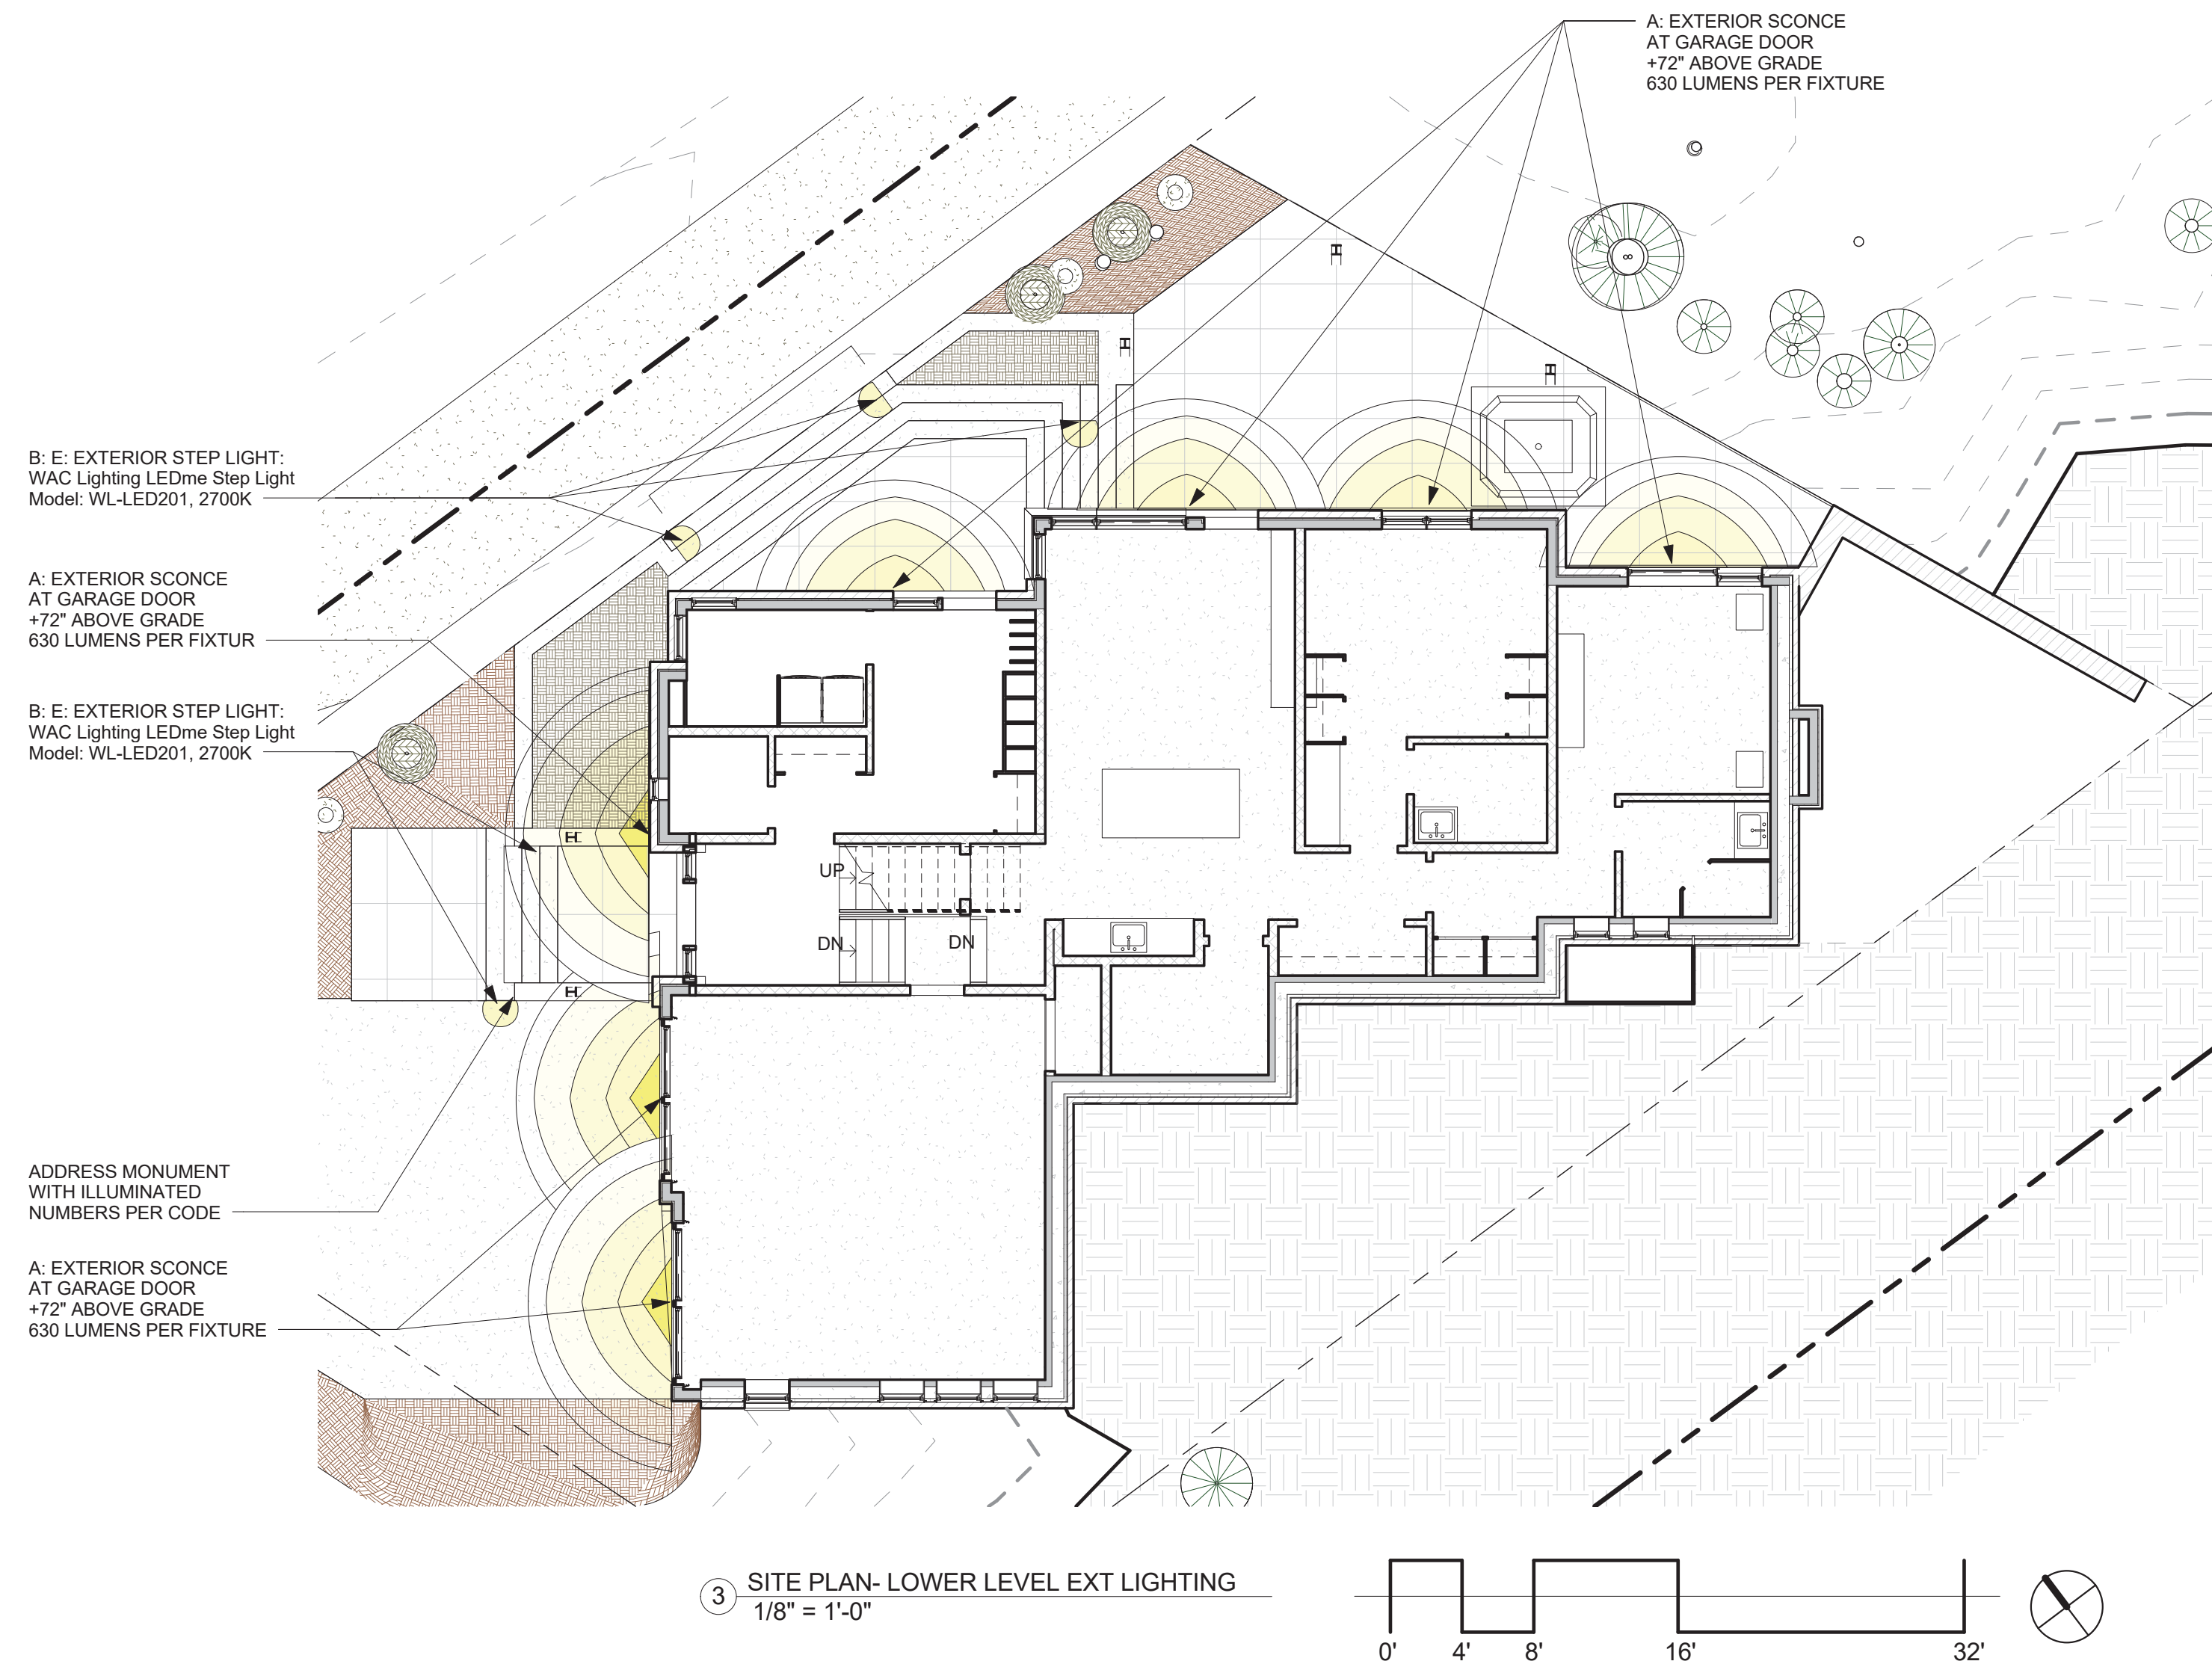 A: EXTERIOR SCONCE
AT GARAGE DOOR
+72" ABOVE GRADE
630 LUMENS PER FIXTURE
B: E: EXTERIOR STEP LIGHT:
WAC Lighting LEDme Step Light
Model: WL-LED201, 2700K
A: EXTERIOR SCONCE
AT GARAGE DOOR
+72" ABOVE GRADE
630 LUMENS PER FIXTUR
B: E: EXTERIOR STEP LIGHT:
WAC Lighting LEDme Step Light
Model: WL-LED201, 2700K
UP
DN
DN
ADDRESS MONUMENT
WITH ILLUMINATED
NUMBERS PER CODE
A: EXTERIOR SCONCE
AT GARAGE DOOR
+72" ABOVE GRADE
630 LUMENS PER FIXTURE
3
SITE PLAN- LOWER LEVEL EXT LIGHTING
1/8" = 1'-0"
0' 4' 8' 16' 32'